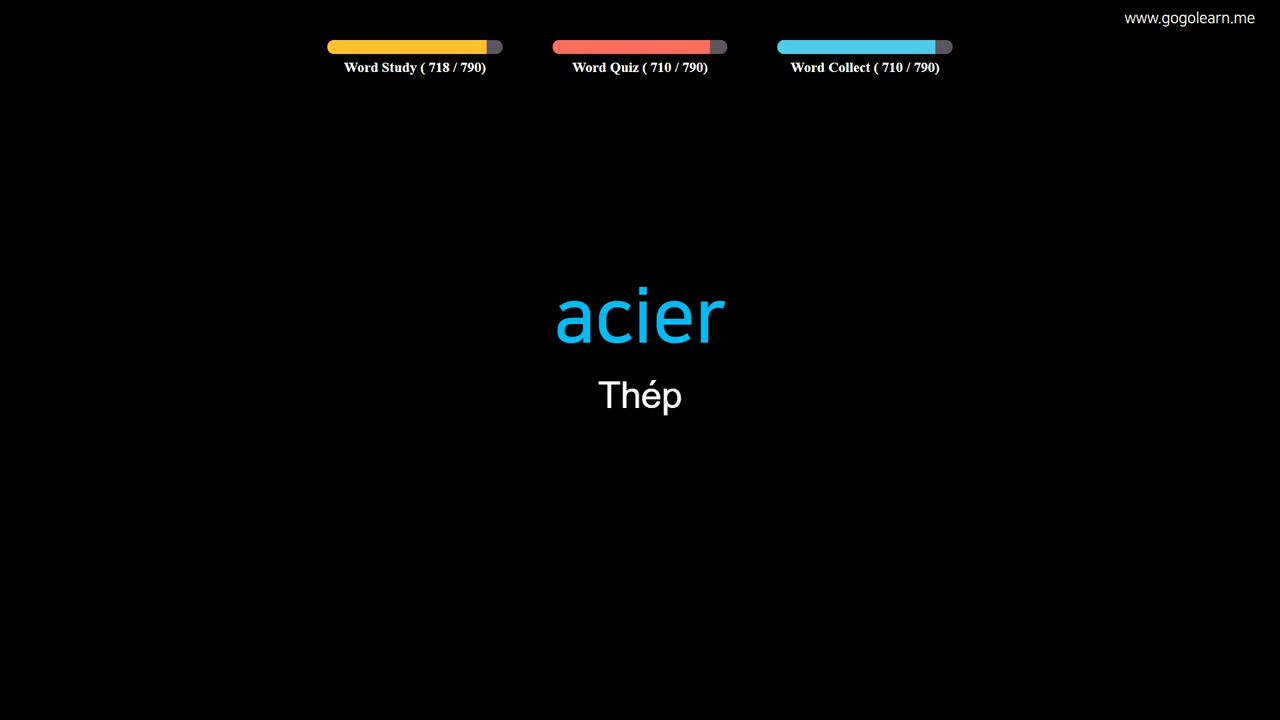 www.gogolearn.me
Word Study ( 718 / 790)
Word Quiz ( 710 / 790)
Word Collect ( 710 / 790)
acier
Thép